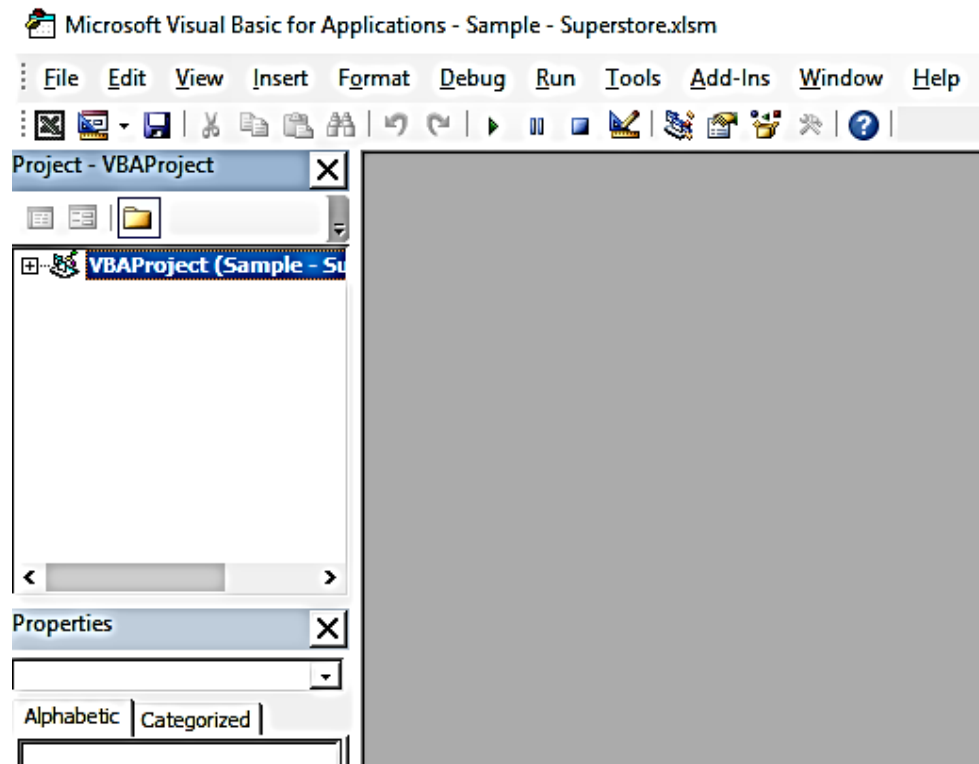 Microsoft Visual Basic for Applications - Sample - Superstore.xlsm
File Edit View Insert Format Debug Run Tools Add-Ins Window Help
Project - VBAProject
VBAProject (Sample - Su
Properties
Alphabetic Categorized